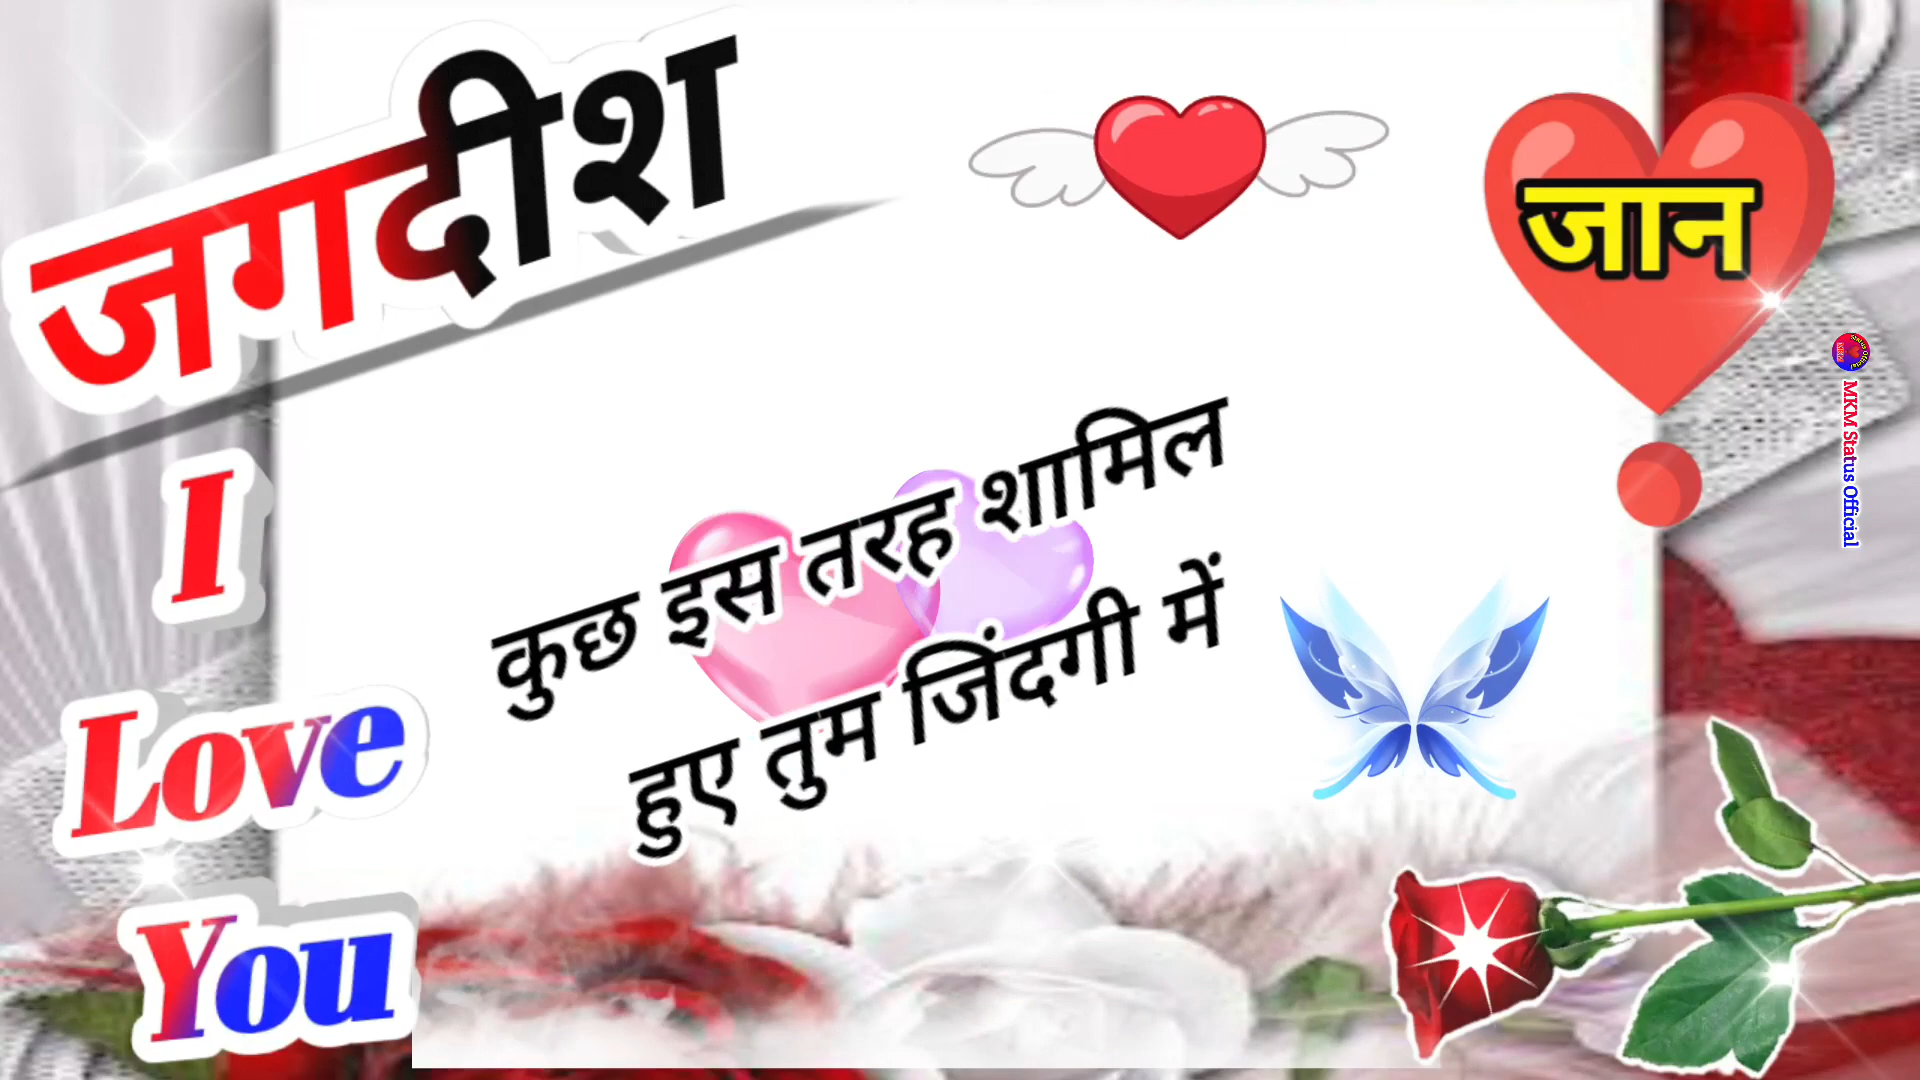 जगदीश
जान
I
Love
You
कुछ इस तरह शामिल
हुए तुम जिंदगी में
MKM Status Official